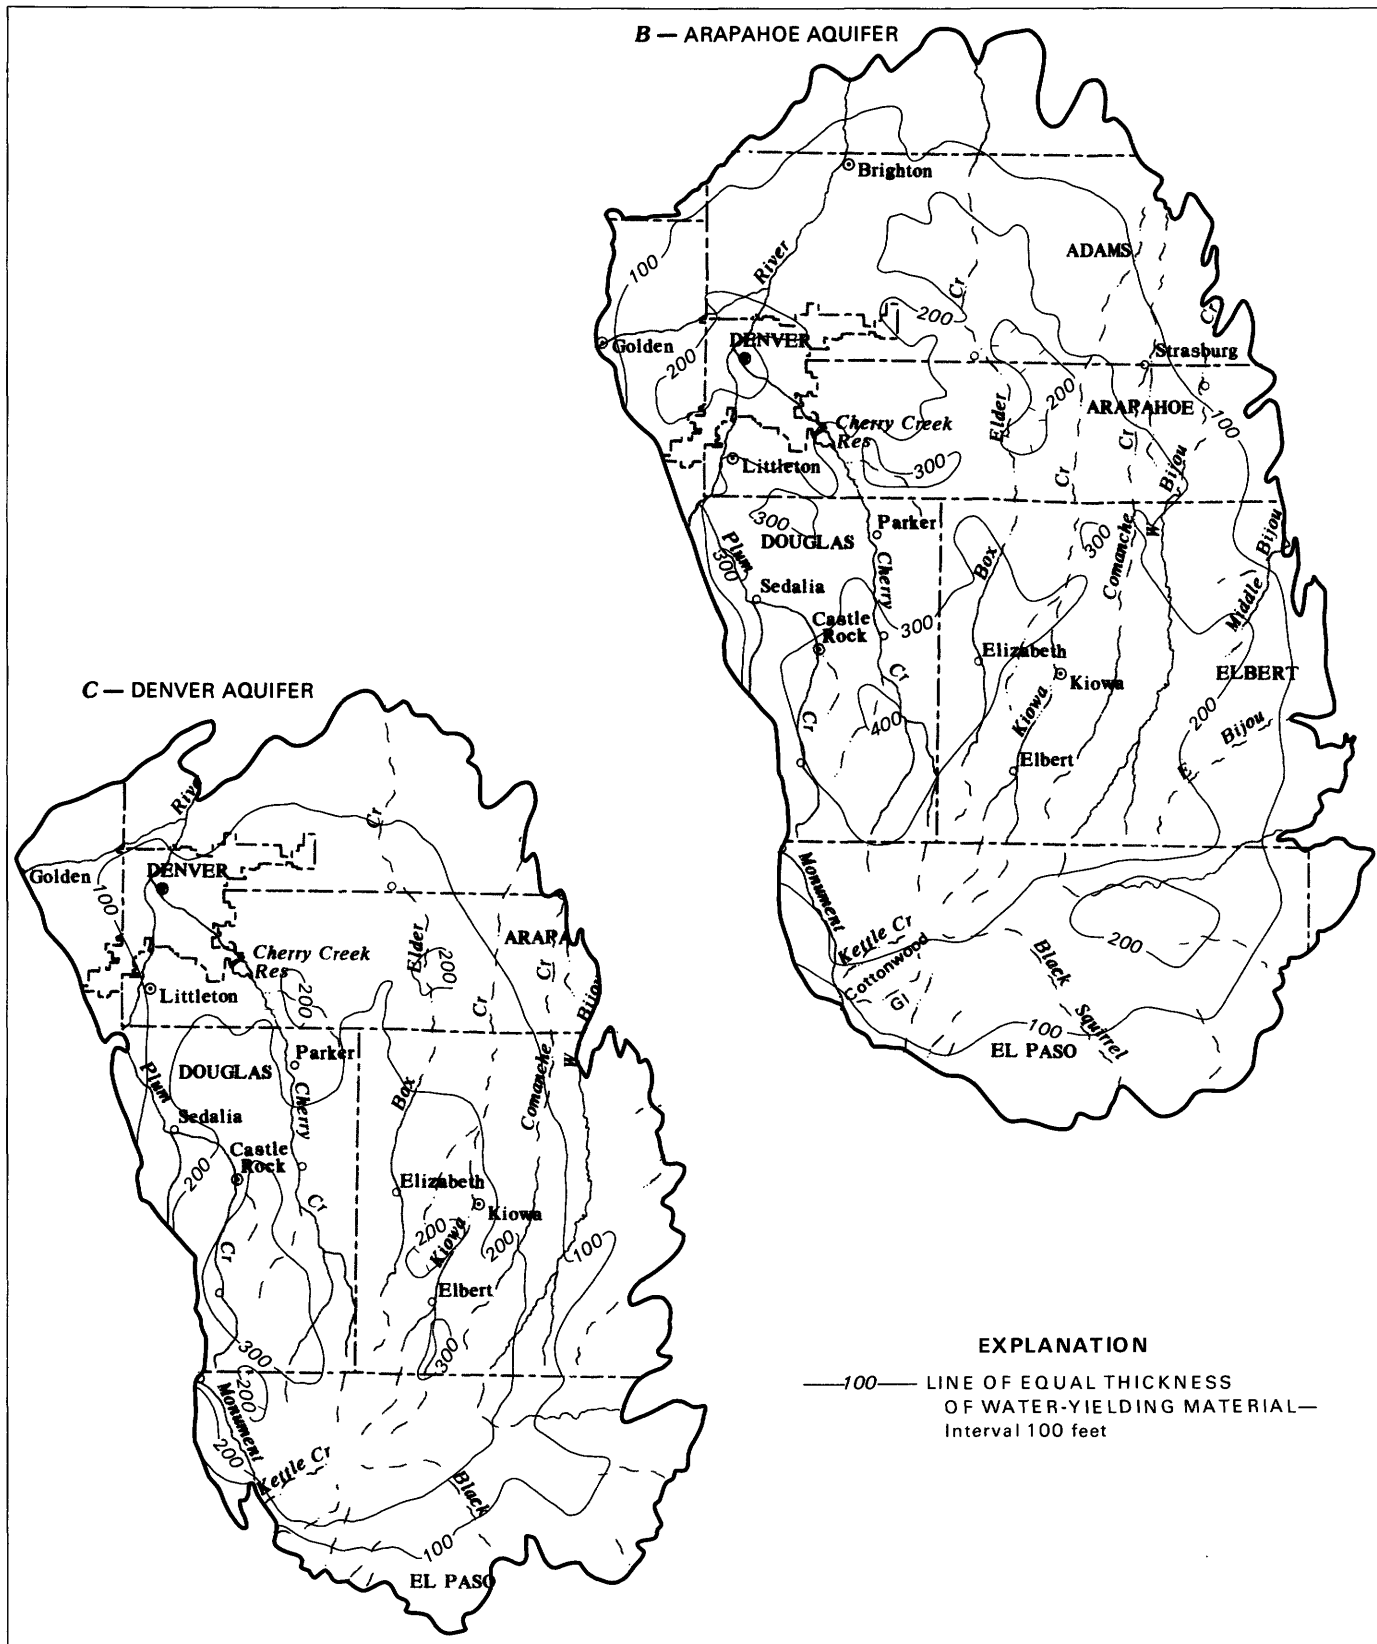 B — ARAPAHOE AQUIFER
Brighton
ADAMS
River
100
Cr
Cr
200
Golden
DENVER
200
Strasburg
200
ARAPAHOE
100
Elder
Cherry Creek
Res
Cr
Littleton
300
Cr
Bijou
300
Parker
DOUGLAS
Plum
300
Box
300
Comanche
W
Bijou
Middle
Sedalia
Cherry
Castle
Rock
300
Elizabeth
Kiowa
Cr
ELBERT
Kiowa
400
Cr
200
Bijou
Elbert
Monument
Kettle Cr
Cottonwood
Gl
Black
200
Squirrel
100
EL PASO
C — DENVER AQUIFER
River
Cr
Golden
DENVER
100
Elder
ARAPA
Cherry Creek
Res
200
Cr
Cr
Littleton
200
Bijou
Parker
DOUGLAS
Plum
Box
Comanche
W
Cherry
Sedalia
Castle
Rock
200
Elizabeth
Kiowa
Cr
200
Kiowa
200
100
Cr
Elbert
300
300
200
Monument
200
Kettle Cr
Black
100
EL PASO
EXPLANATION
—100— LINE OF EQUAL THICKNESS
OF WATER-YIELDING MATERIAL—
Interval 100 feet